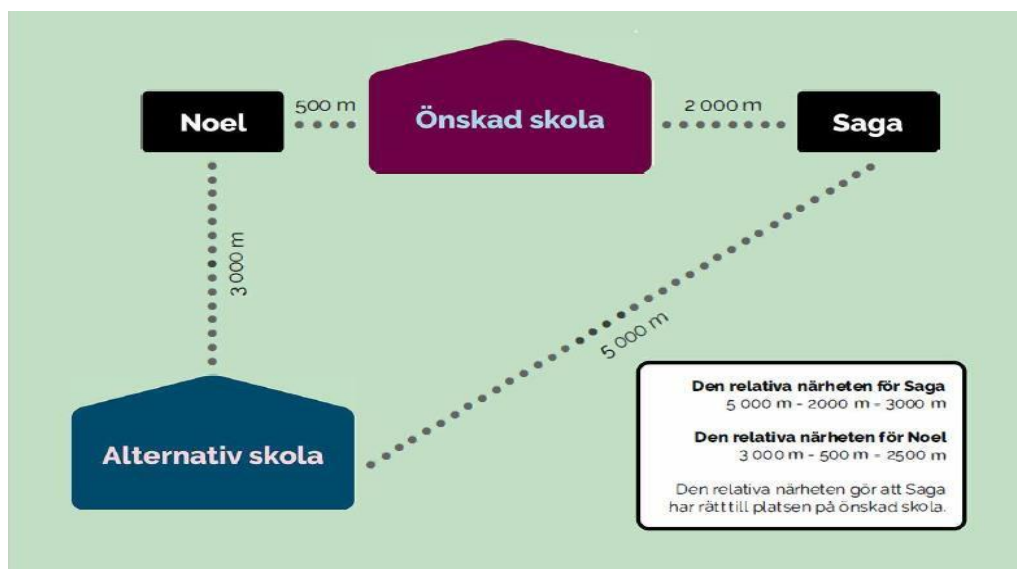 Noel
500 m
Önskad skola
2 000 m
Saga
3 000 m
5 000 m
Alternativ skola
Den relativa närheten för Saga
5 000 m - 2000 m - 3000 m
Den relativa närheten för Noel
3 000 m - 500 m - 2500 m
Den relativa närheten gör att Saga
har rätt till platsen på önskad skola.